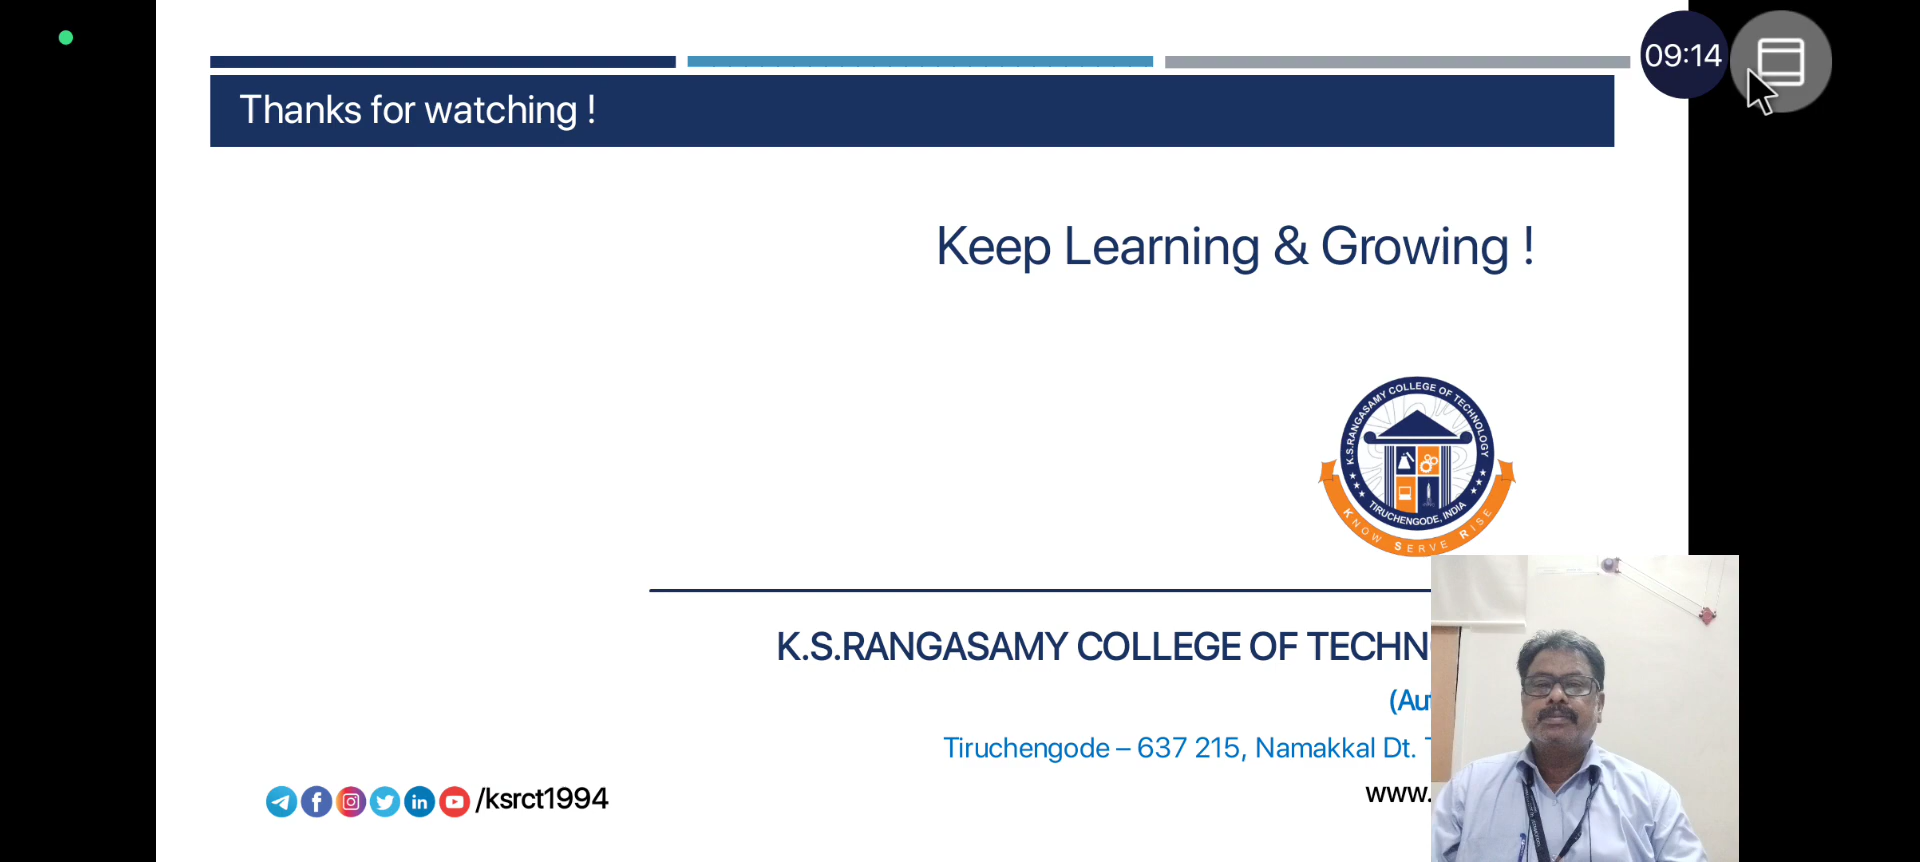 09:14
Thanks for watching !
Keep Learning & Growing !
K.S.RANGASAMY COLLEGE OF TECHNOLOGY
TIRUCHENGODE, INDIA
KNOW SERVE RISE
K.S.RANGASAMY COLLEGE OF TECHN
(Au
Tiruchengode – 637 215, Namakkal Dt. T
www.
/ksrct1994